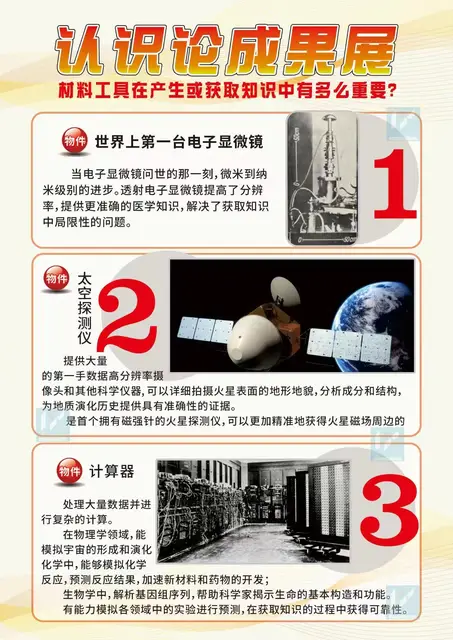 认识论成果展
材料工具在产生或获取知识中有多么重要?
物件 世界上第一台电子显微镜
当电子显微镜问世的那一刻,微米到纳
米级别的进步。透射电子显微镜提高了分辨
率,提供更准确的医学知识,解决了获取知识
中局限性的问题。
1
物件
太空探测仪
2
提供大量
的第一手数据高分辨率摄
像头和其他科学仪器,可以详细拍摄火星表面的地形地貌,分析成分和结构,
为地质演化历史提供具有准确性的证据。
是首个拥有磁强针的火星探测仪,可以更加精准地获得火星磁场周边的
物件 计算器
3
处理大量数据并进
行复杂的计算。
在物理学领域,能
模拟宇宙的形成和演化
化学中,能够模拟化学
反应,预测反应结果,加速新材料和药物的开发;
生物学中,解析基因组序列,帮助科学家揭示生命的基本构造和功能。
有能力模拟各领域中的实验进行预测,在获取知识的过程中获得可靠性。